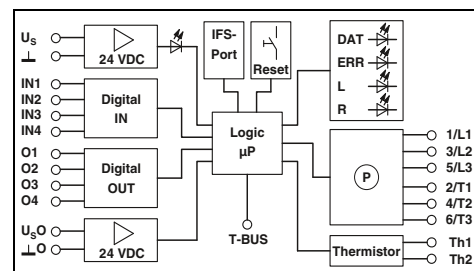 US
⊥
24 VDC
IFS-
Port
Reset
DAT
ERR
L
R
IN1
IN2
IN3
IN4
Digital
IN
Logic
µP
O1
O2
O3
O4
Digital
OUT
P
1/L1
3/L2
5/L3
2/T1
4/T2
6/T3
USO
⊥O
24 VDC
T-BUS
Thermistor
Th1
Th2